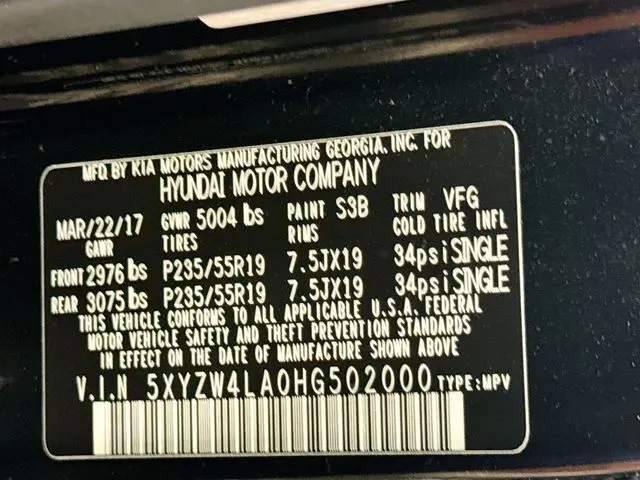 MFD. BY KIA MOTORS MANUFACTURING GEORGIA, INC. FOR
HYUNDAI MOTOR COMPANY
MAR/22/17 GVWR 5004 lbs PAINT S3B TRIM VFG
GAWR TIRES RIMS COLD TIRE INFL
FRONT 2976 lbs P235/55R19 7.5JX19 34psi SINGLE
REAR 3075 lbs P235/55R19 7.5JX19 34psi SINGLE
THIS VEHICLE CONFORMS TO ALL APPLICABLE U.S.A. FEDERAL
MOTOR VEHICLE SAFETY AND THEFT PREVENTION STANDARDS
IN EFFECT ON THE DATE OF MANUFACTURE SHOWN ABOVE
V.I.N 5XYZW4LA0HG502000 TYPE:MPV